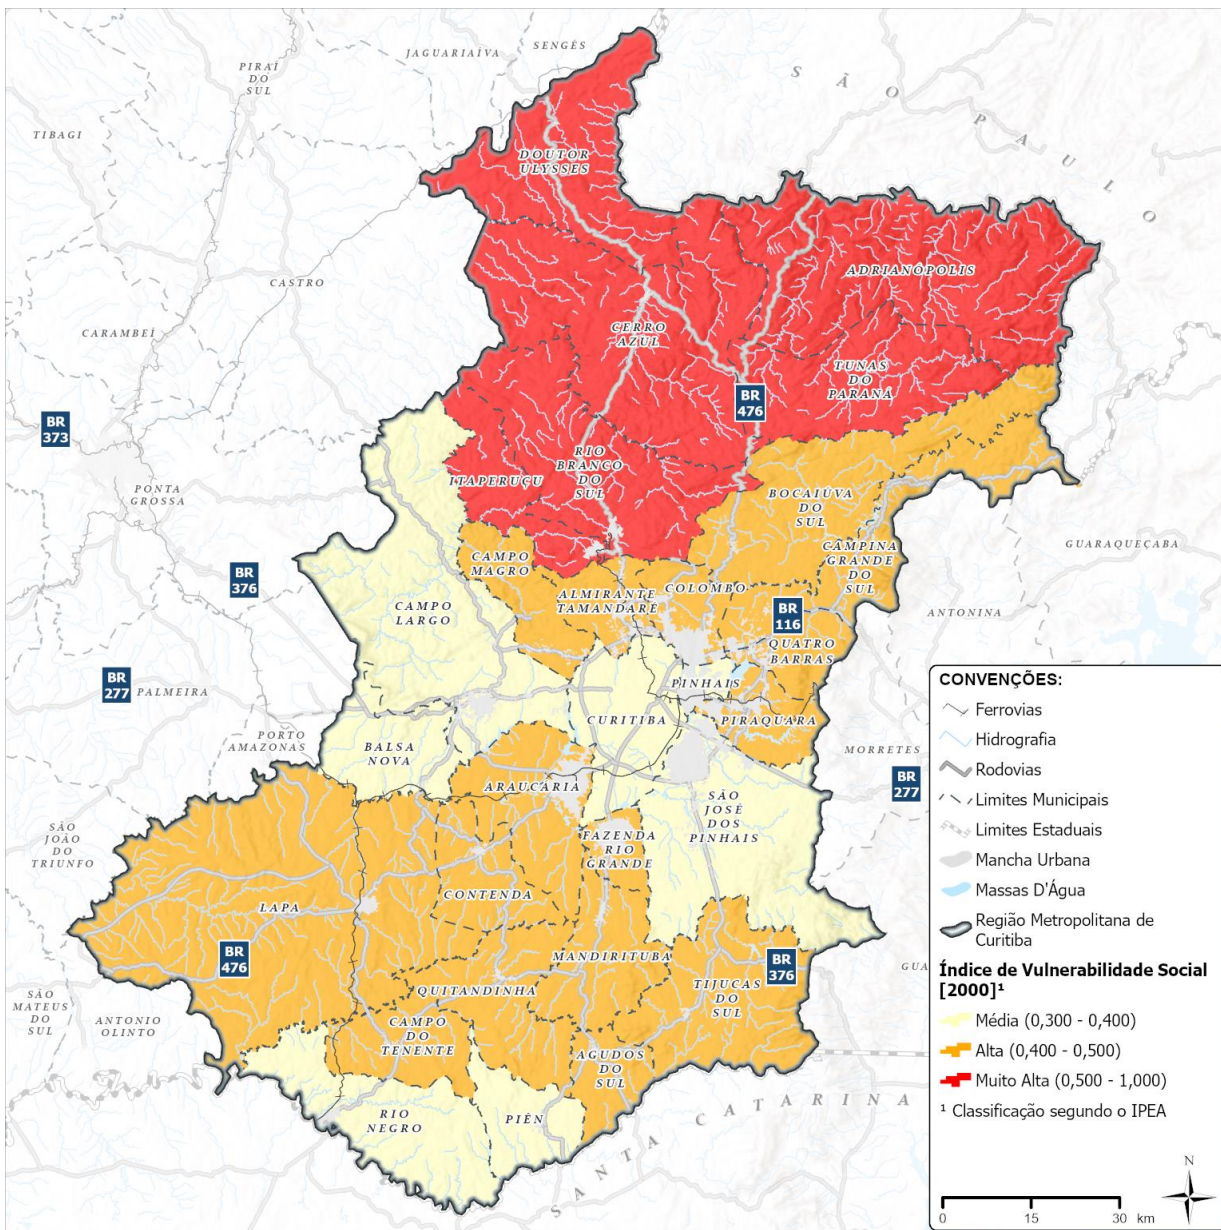 SENGÉS
JAGUARIAÍVA
PIRAÍ
DO
SUL
SÃO PAULO
TIBAGI
DOUTOR
ULYSSES
ADRIANÓPOLIS
CASTRO
CARAMBEÍ
CERRO
AZUL
TUNAS
DO
PARANÁ
BR
476
BR
373
RIO
BRANCO
DO
SUL
ITAPERUÇU
PONTA
GROSSA
BOCAIÚVA
DO
SUL
CAMPINA
GRANDE
DO
SUL
GUARAQUEÇABA
CAMPO
MAGRO
BR
376
ALMIRANTE
TAMANDARÉ
COLOMBO
CAMPO
LARGO
BR
116
ANTONINA
QUATRO
BARRAS
BR
277
PALMEIRA
PINHAIS
CURITIBA
PIRAQUARA
PORTO
AMAZONAS
BALSA
NOVA
MORRETES
BR
277
ARAUCÁRIA
SÃO
JOSÉ
DOS
PINHAIS
SÃO
JOÃO
DO
TRIUNFO
FAZENDA
RIO
GRANDE
CONTENDA
LAPA
BR
476
MANDIRITUBA
BR
376
GUA
QUITANDINHA
TIJUCAS
DO
SUL
SÃO
MATEUS
DO
SUL
ANTONIO
OLINTO
CAMPO
DO
TENENTE
AGUDOS
DO
SUL
RIO
NEGRO
PIÊN
SANTA CATARINA
CONVENÇÕES:
Ferrovias
Hidrografia
Rodovias
Limites Municipais
Limites Estaduais
Mancha Urbana
Massas D'Água
Região Metropolitana de
Curitiba
Índice de Vulnerabilidade Social
[2000]¹
Média (0,300 - 0,400)
Alta (0,400 - 0,500)
Muito Alta (0,500 - 1,000)
¹ Classificação segundo o IPEA
N
0 15 30 km